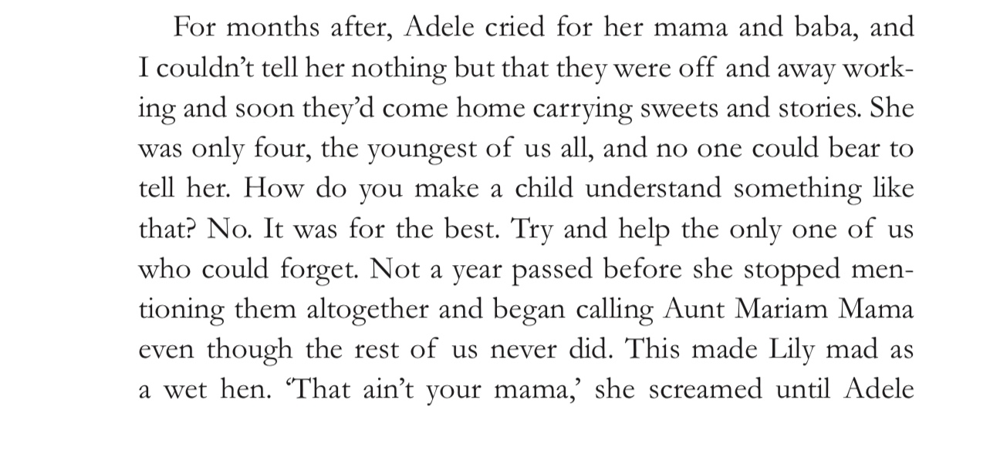 For months after, Adele cried for her mama and baba, and
I couldn’t tell her nothing but that they were off and away work-
ing and soon they’d come home carrying sweets and stories. She
was only four, the youngest of us all, and no one could bear to
tell her. How do you make a child understand something like
that? No. It was for the best. Try and help the only one of us
who could forget. Not a year passed before she stopped men-
tioning them altogether and began calling Aunt Mariam Mama
even though the rest of us never did. This made Lily mad as
a wet hen. ‘That ain’t your mama,’ she screamed until Adele